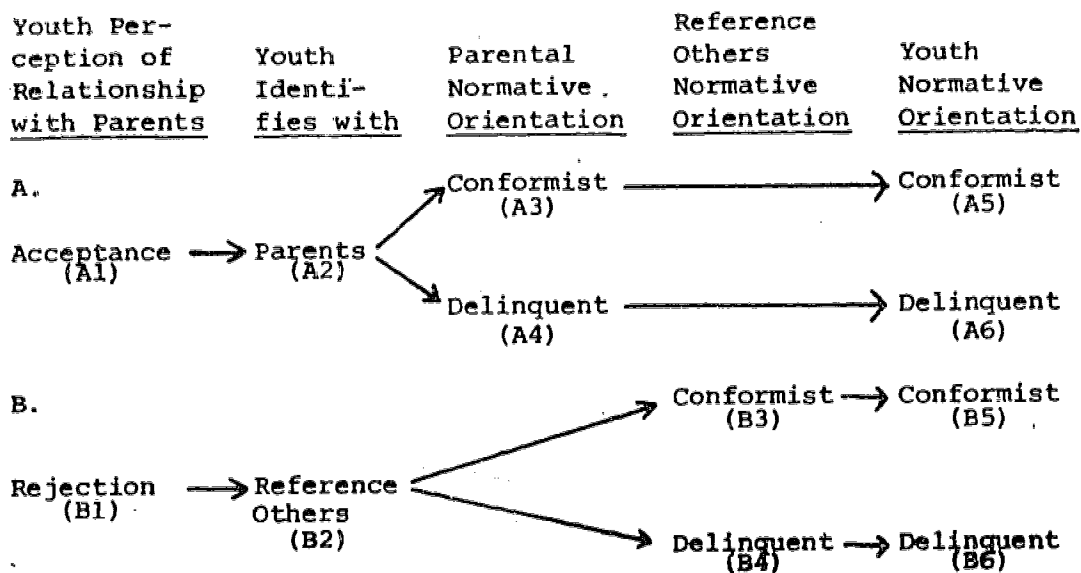 Youth Per-
ception of
Relationship
with Parents
Youth
Identi-
fies with
Parental
Normative
Orientation
Reference
Others
Normative
Orientation
Youth
Normative
Orientation
A.
Acceptance
(A1)
Parents
(A2)
Conformist
(A3)
Conformist
(A5)
Delinquent
(A4)
Delinquent
(A6)
B.
Rejection
(B1)
Reference
Others
(B2)
Conformist
(B3)
Conformist
(B5)
Delinquent
(B4)
Delinquent
(B6)